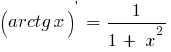 (arctg x)' = 1 / (1 + x²)